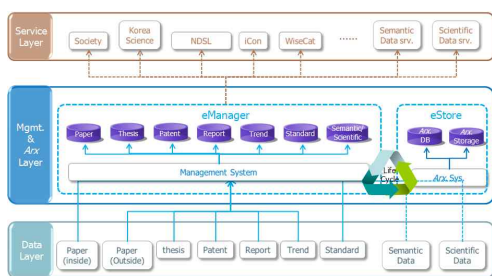 Service
Layer
Society
Korea
Science
NDSL
iCon
WiseCat
......
Semantic
Data srv.
Scientific
Data srv.
Mgmt.
&
Arx
Layer
eManager
eStore
Paper
Thesis
Patent
Report
Trend
Standard
Semantic/
Scientific
Arx.
DB
Arx.
Storage
Management System
Life
Cycle
Arx. Sys.
Data
Layer
Paper
(inside)
Paper
(Outside)
thesis
Patent
Report
Trend
Standard
Semantic
Data
Scientific
Data